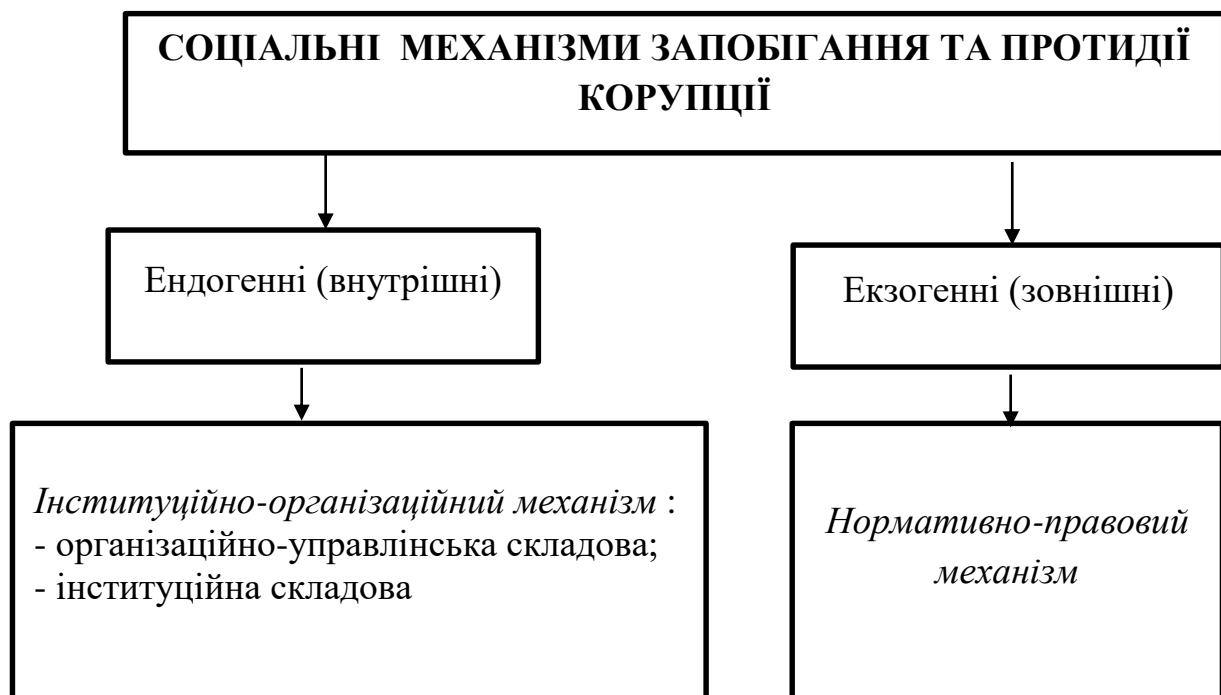 СОЦІАЛЬНІ МЕХАНІЗМИ ЗАПОБІГАННЯ ТА ПРОТИДІЇ
КОРУПЦІЇ
Ендогенні (внутрішні)
Екзогенні (зовнішні)
Інституційно-організаційний механізм :
- організаційно-управлінська складова;
- інституційна складова
Нормативно-правовий
механізм